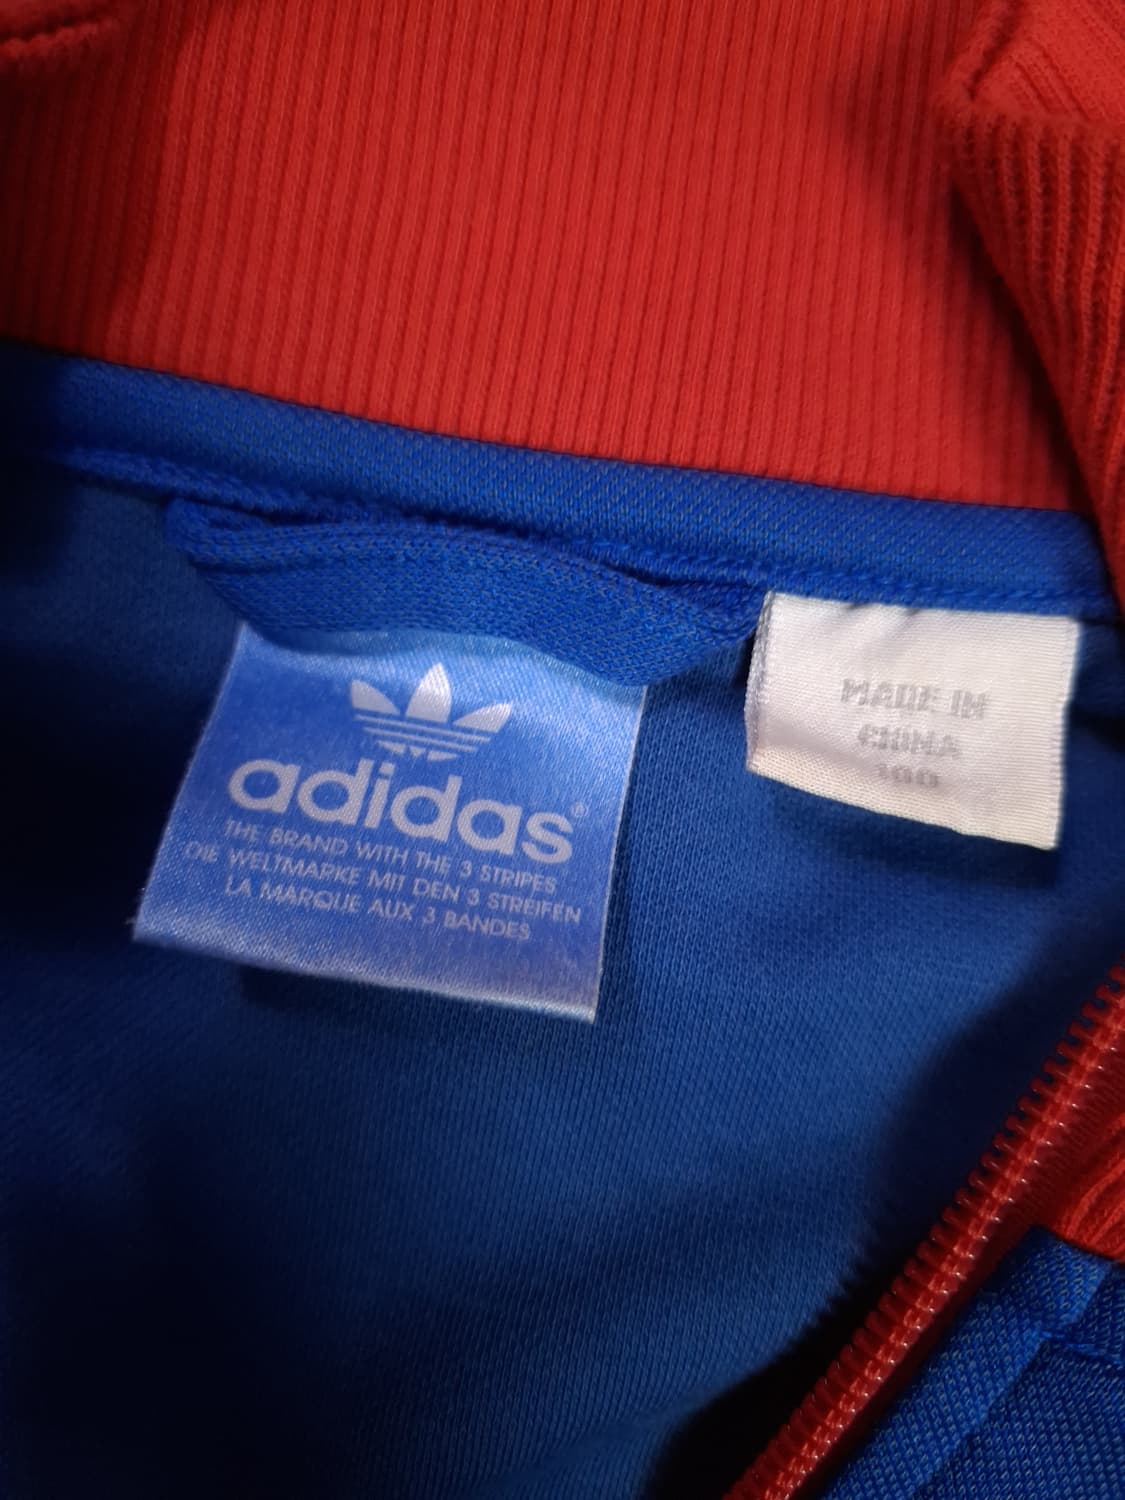 adidas®
THE BRAND WITH THE 3 STRIPES
DIE WELTMARKE MIT DEN 3 STREIFEN
LA MARQUE AUX 3 BANDES
MADE IN
CHINA
100